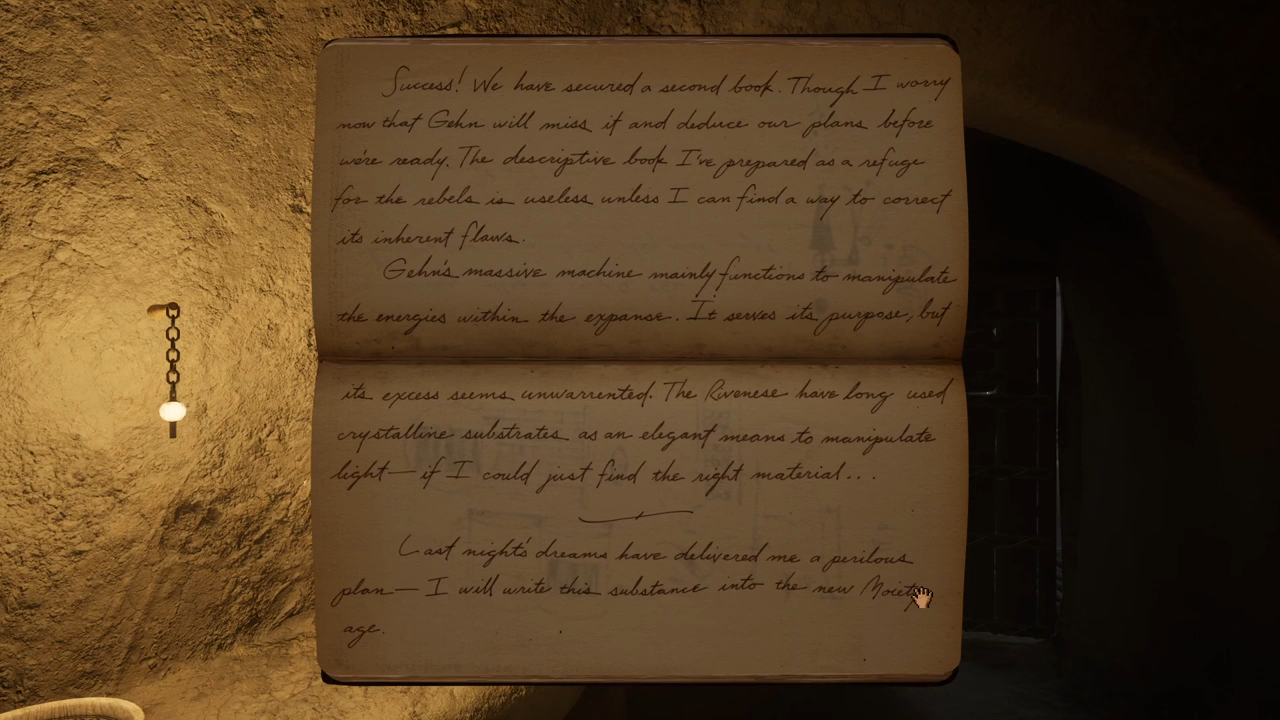 Success! We have secured a second book. Though I worry
now that Gehn will miss it and deduce our plans before
we're ready. The descriptive book I've prepared as a refuge
for the rebels is useless unless I can find a way to correct
its inherent flaws.
Gehn's massive machine mainly functions to manipulate
the energies within the expanse. It serves its purpose, but
its excess seems unwarrented. The Rivenese have long used
crystalline substrates as an elegant means to manipulate
light— if I could just find the right material...
Last night's dreams have delivered me a perilous
plan— I will write this substance into the new Moiety
age.